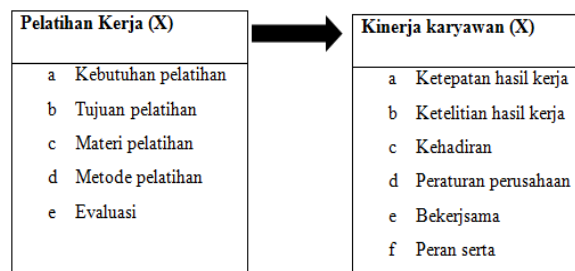 Pelatihan Kerja (X)
a Kebutuhan pelatihan
b Tujuan pelatihan
c Materi pelatihan
d Metode pelatihan
e Evaluasi
Kinerja karyawan (X)
a Ketepatan hasil kerja
b Ketelitian hasil kerja
c Kehadiran
d Peraturan perusahaan
e Bekerjsama
f Peran serta